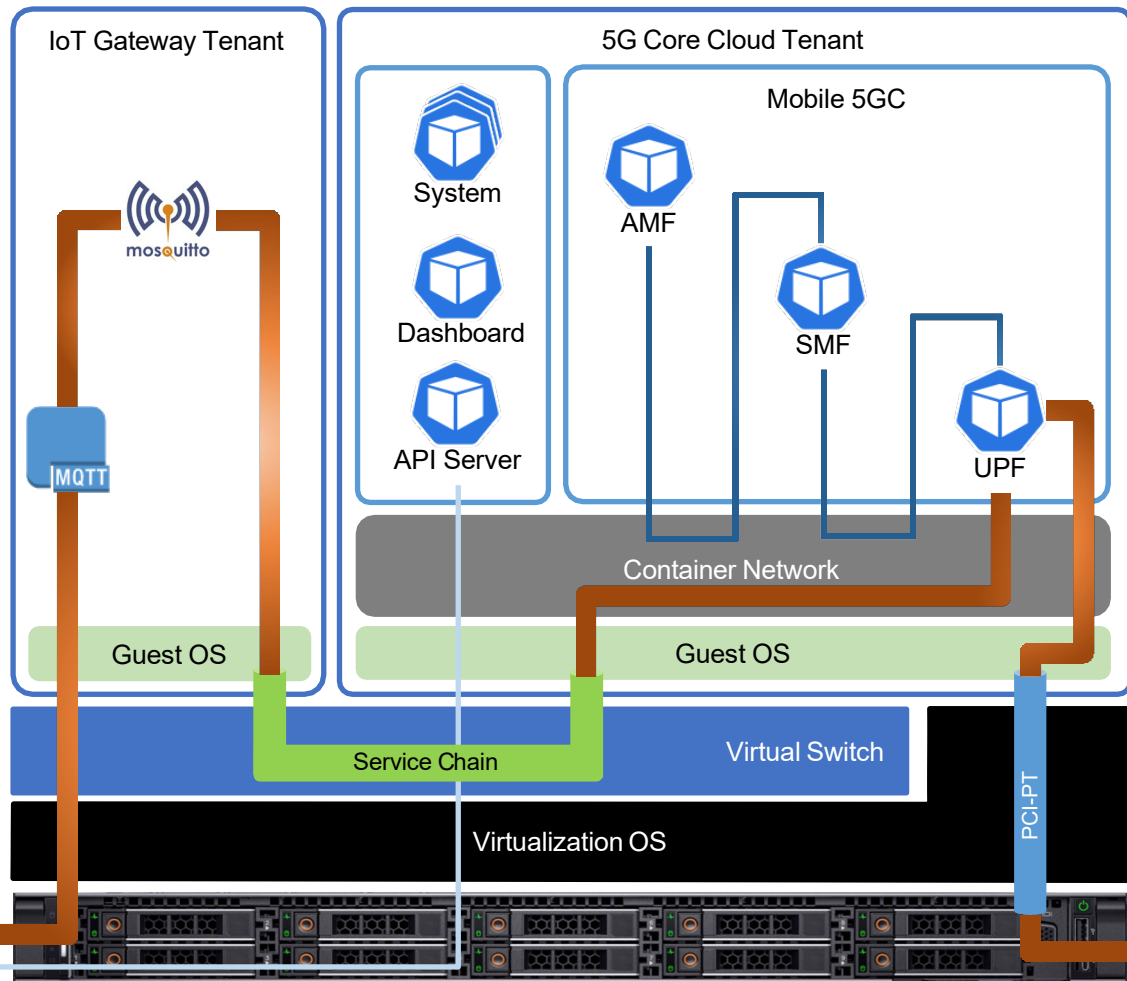 IoT Gateway Tenant
5G Core Cloud Tenant
Mobile 5GC
System
AMF
mosquitto
Dashboard
SMF
API Server
MQTT
UPF
Container Network
Guest OS
Guest OS
Virtual Switch
Service Chain
PCI-PT
Virtualization OS